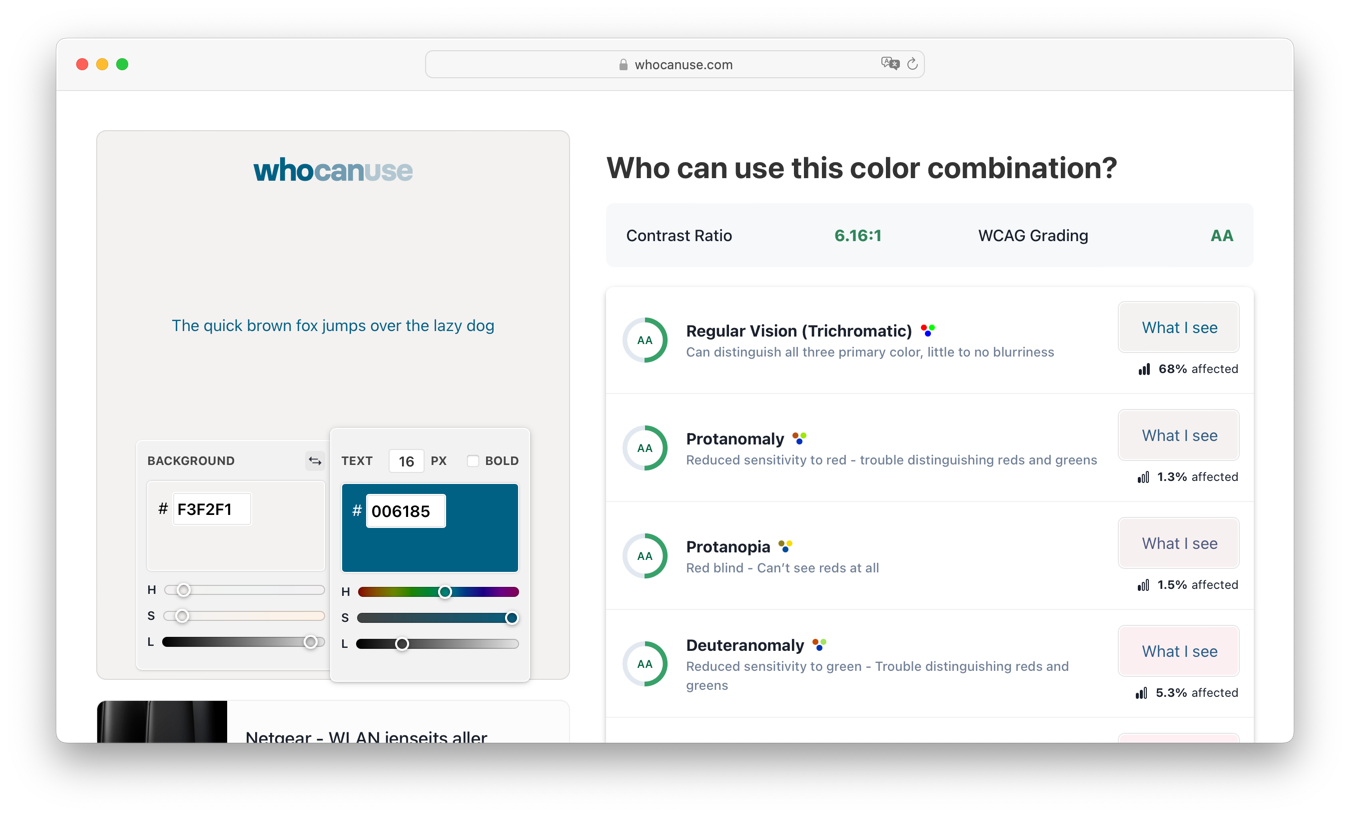 whocanuse.com
whocanuse
The quick brown fox jumps over the lazy dog
BACKGROUND
# F3F2F1
H
S
L
TEXT 16 PX BOLD
# 006185
H
S
L
Netgear - WLAN jenseits aller
Who can use this color combination?
Contrast Ratio 6.16:1 WCAG Grading AA
AA
Regular Vision (Trichromatic)
Can distinguish all three primary color, little to no blurriness
What I see
68% affected
AA
Protanomaly
Reduced sensitivity to red - trouble distinguishing reds and greens
What I see
1.3% affected
AA
Protanopia
Red blind - Can’t see reds at all
What I see
1.5% affected
AA
Deuteranomaly
Reduced sensitivity to green - Trouble distinguishing reds and
greens
What I see
5.3% affected